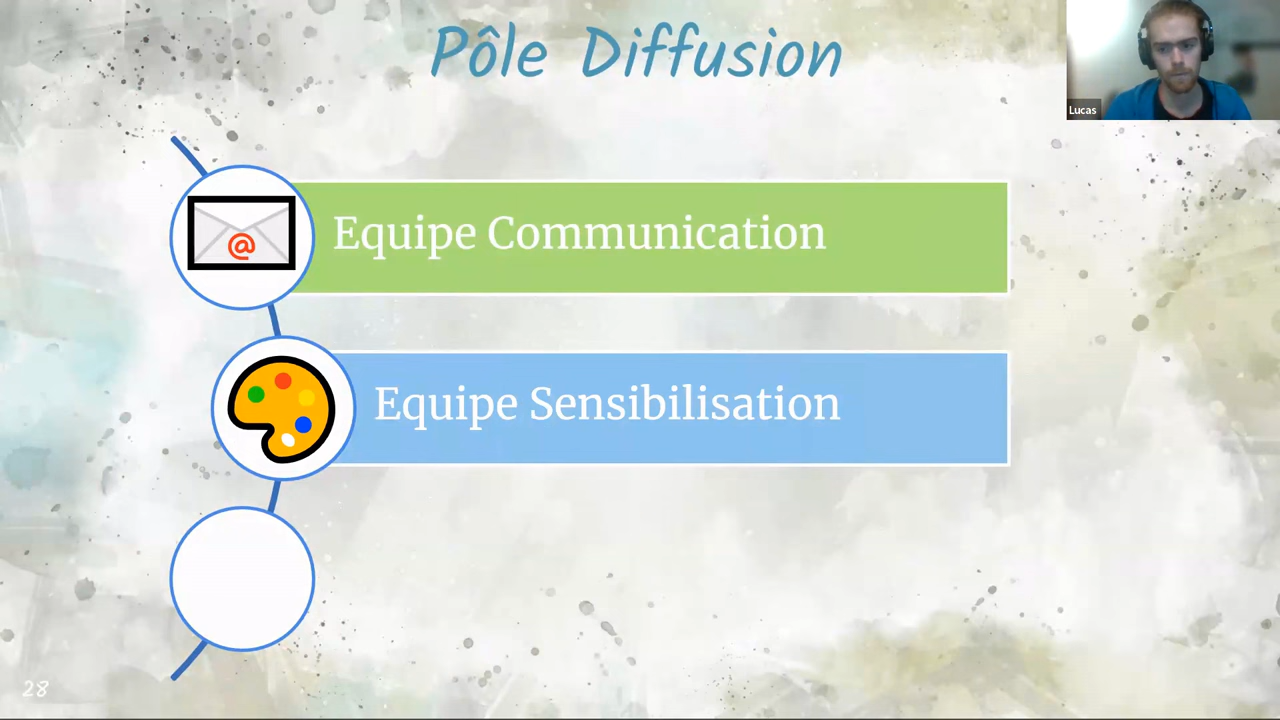 Pôle Diffusion
Lucas
@
Equipe Communication
Equipe Sensibilisation
28